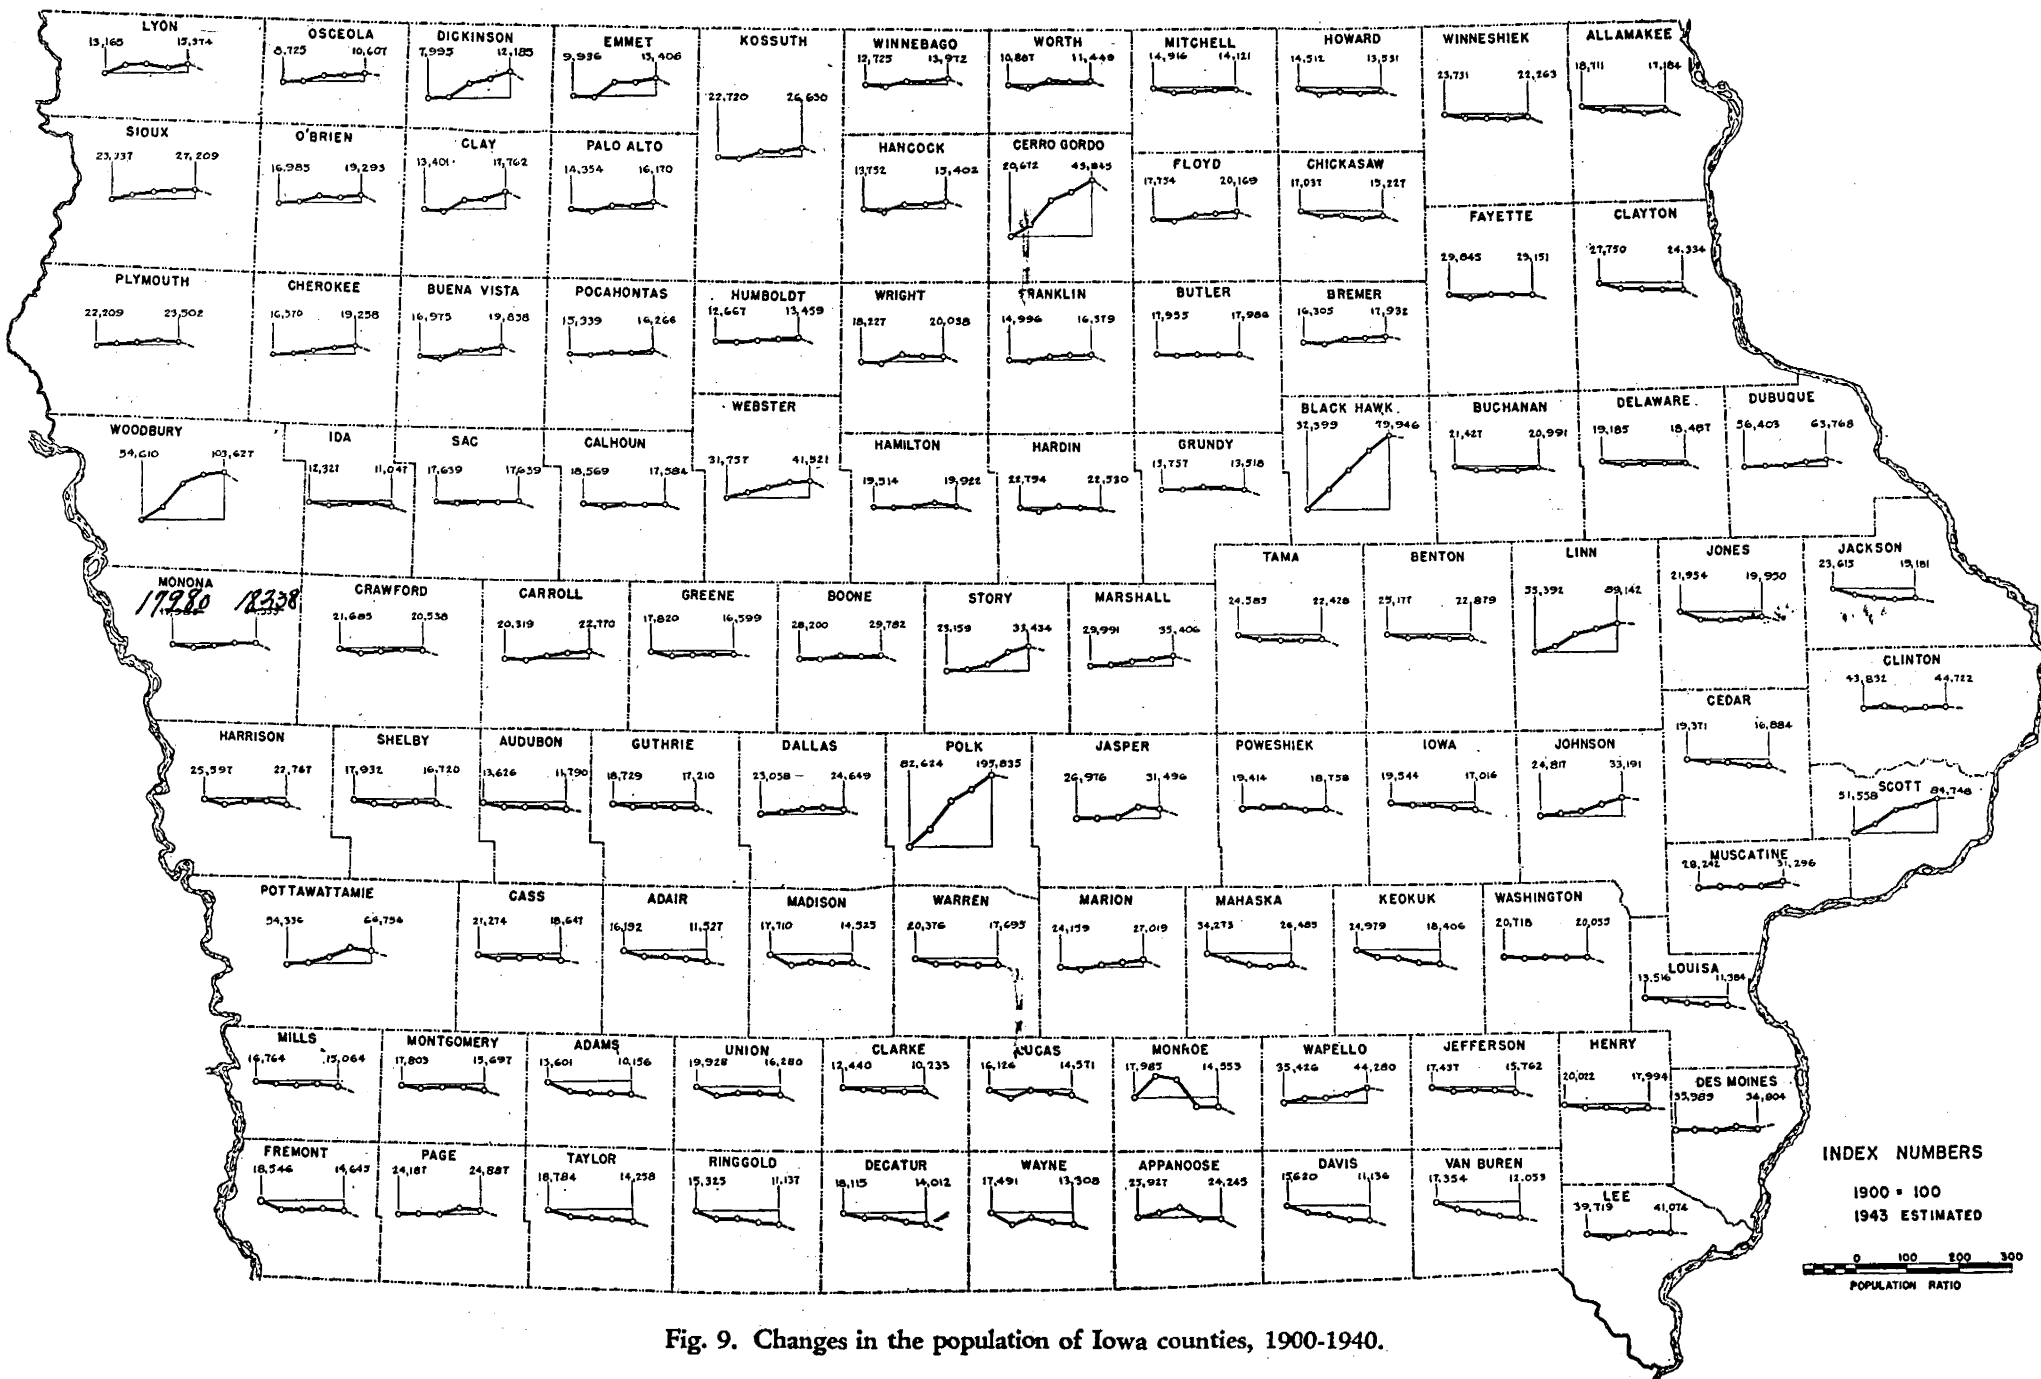 LYON
13,165 15,374
OSCEOLA
8,725 10,607
DICKINSON
7,995 12,185
EMMET
9,936 13,406
KOSSUTH
22,720 26,630
WINNEBAGO
12,725 13,972
WORTH
10,887 11,449
MITCHELL
14,916 14,121
HOWARD
14,512 13,531
WINNESHIEK
23,731 22,263
ALLAMAKEE
18,711 17,184
SIOUX
23,337 27,209
O'BRIEN
16,985 19,293
CLAY
13,401 17,762
PALO ALTO
14,354 16,170
HANCOCK
13,752 15,402
CERRO GORDO
20,672 43,845
FLOYD
17,754 20,169
CHICKASAW
17,037 15,227
FAYETTE
29,845 29,151
CLAYTON
27,750 24,334
PLYMOUTH
22,209 23,502
CHEROKEE
16,570 19,258
BUENA VISTA
16,975 19,838
POCAHONTAS
15,339 16,266
HUMBOLDT
12,667 13,459
WRIGHT
18,227 20,038
FRANKLIN
14,996 16,379
BUTLER
17,955 17,986
BREMER
16,305 17,932
WOODBURY
54,610 103,627
IDA
12,321 11,047
SAC
17,639 17,639
CALHOUN
18,569 17,584
WEBSTER
31,757 41,521
HAMILTON
19,514 19,922
HARDIN
22,794 22,530
GRUNDY
13,757 13,518
BLACK HAWK
32,399 79,946
BUCHANAN
21,427 20,991
DELAWARE
19,185 18,487
DUBUQUE
56,403 63,768
MONONA
17980 18338
CRAWFORD
21,685 20,538
CARROLL
20,319 22,770
GREENE
17,820 16,599
BOONE
28,200 29,782
STORY
23,159 33,434
MARSHALL
29,991 35,406
TAMA
24,585 22,428
BENTON
25,177 22,879
LINN
55,392 89,142
JONES
21,954 19,950
JACKSON
23,615 19,181
CLINTON
43,832 44,722
CEDAR
19,371 16,884
HARRISON
25,597 22,767
SHELBY
17,932 16,720
AUDUBON
13,626 11,790
GUTHRIE
18,729 17,210
DALLAS
23,058 24,649
POLK
82,624 195,835
JASPER
26,976 31,496
POWESHIEK
19,414 18,758
IOWA
19,544 17,016
JOHNSON
24,817 33,191
SCOTT
51,558 84,748
MUSCATINE
28,242 31,296
POTTAWATTAMIE
54,336 66,756
CASS
21,274 18,647
ADAIR
16,192 11,527
MADISON
17,710 14,525
WARREN
20,376 17,695
MARION
24,159 27,019
MAHASKA
34,273 26,485
KEOKUK
24,979 18,406
WASHINGTON
20,718 20,055
LOUISA
13,516 11,384
MILLS
16,764 15,064
MONTGOMERY
17,803 15,697
ADAMS
13,601 10,156
UNION
19,928 16,280
CLARKE
12,440 10,233
LUCAS
16,126 14,571
MONROE
17,985 14,553
WAPELLO
35,426 44,280
JEFFERSON
17,437 15,762
HENRY
20,022 17,994
DES MOINES
35,989 36,804
FREMONT
18,546 14,645
PAGE
24,187 24,887
TAYLOR
18,784 14,258
RINGGOLD
15,325 11,137
DECATUR
18,115 14,012
WAYNE
17,491 13,308
APPANOOSE
25,927 24,245
DAVIS
15,620 11,136
VAN BUREN
17,354 12,053
LEE
39,719 41,074
INDEX NUMBERS
1900 = 100
1943 ESTIMATED
0 100 200 300
POPULATION RATIO
Fig. 9. Changes in the population of Iowa counties, 1900-1940.